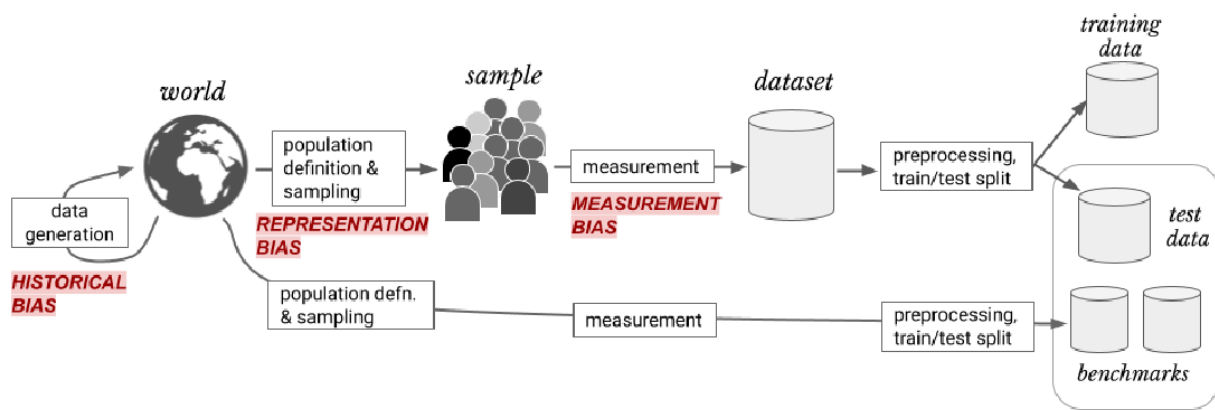 training
data
sample
dataset
world
population
definition &
sampling
measurement
preprocessing,
train/test split
data
generation
REPRESENTATION
BIAS
MEASUREMENT
BIAS
test
data
HISTORICAL
BIAS
population defn.
& sampling
measurement
preprocessing,
train/test split
benchmarks